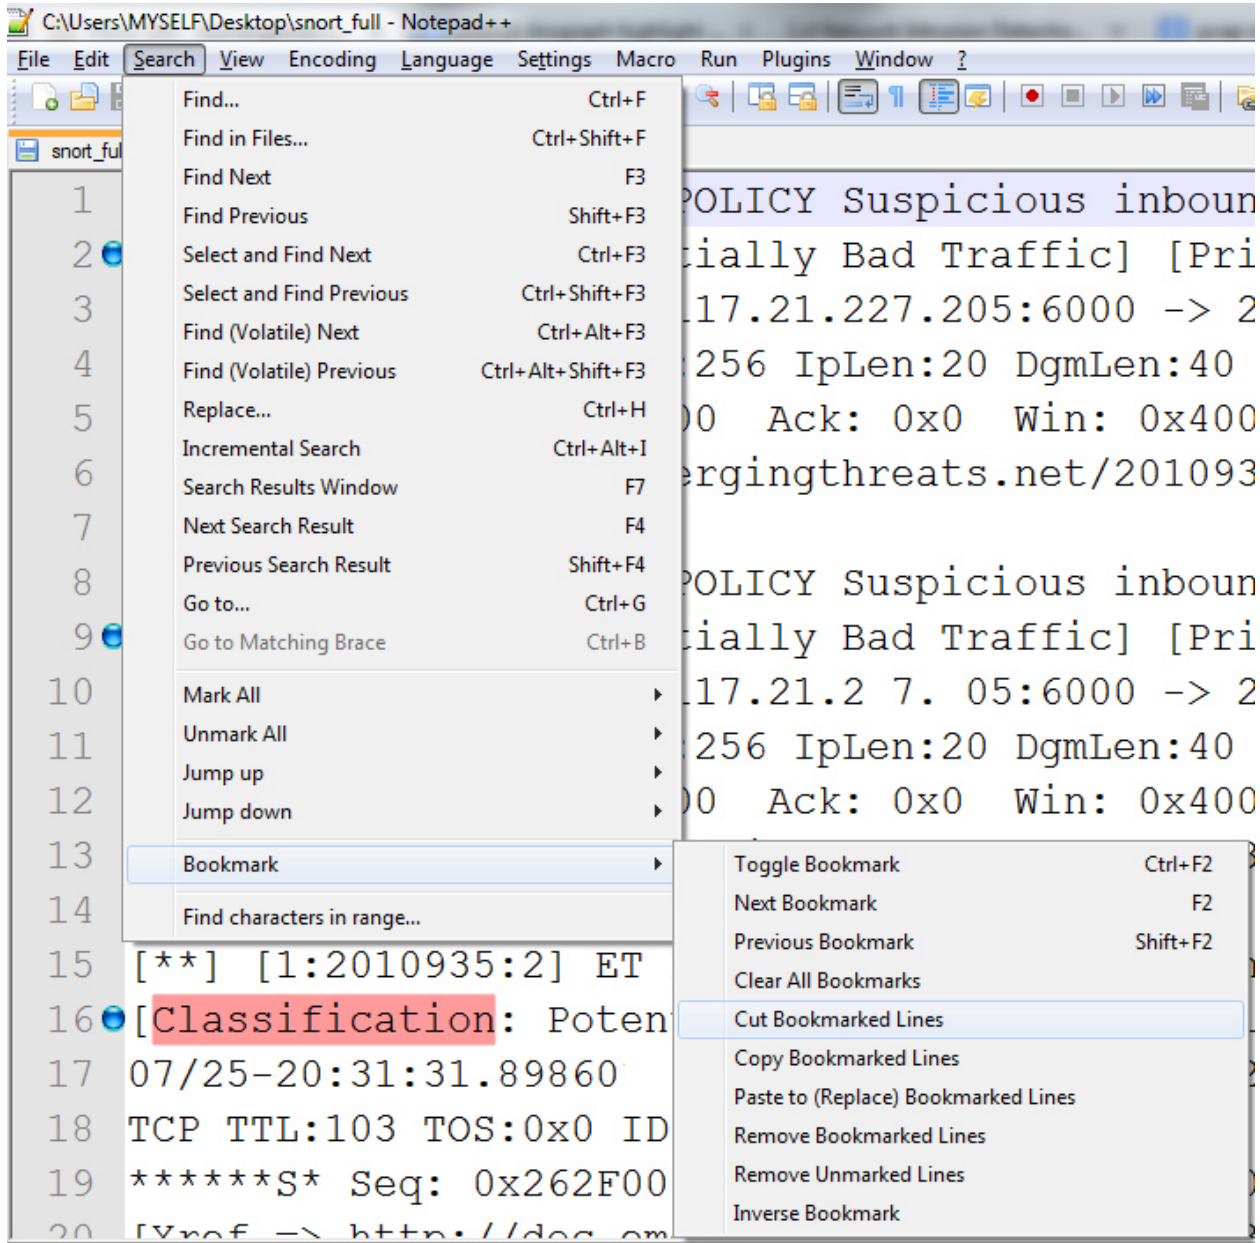 C:\Users\MYSELF\Desktop\snort_full - Notepad++
File Edit Search View Encoding Language Settings Macro Run Plugins Window ?
snort_ful
Find... Ctrl+F
Find in Files... Ctrl+Shift+F
Find Next F3
Find Previous Shift+F3
Select and Find Next Ctrl+F3
Select and Find Previous Ctrl+Shift+F3
Find (Volatile) Next Ctrl+Alt+F3
Find (Volatile) Previous Ctrl+Alt+Shift+F3
Replace... Ctrl+H
Incremental Search Ctrl+Alt+I
Search Results Window F7
Next Search Result F4
Previous Search Result Shift+F4
Go to... Ctrl+G
Go to Matching Brace Ctrl+B
Mark All
Unmark All
Jump up
Jump down
Bookmark
Find characters in range...
Toggle Bookmark Ctrl+F2
Next Bookmark F2
Previous Bookmark Shift+F2
Clear All Bookmarks
Cut Bookmarked Lines
Copy Bookmarked Lines
Paste to (Replace) Bookmarked Lines
Remove Bookmarked Lines
Remove Unmarked Lines
Inverse Bookmark
1 POLICY Suspicious inboun
2 tially Bad Traffic] [Pri
3 17.21.227.205:6000 -> 2
4 :256 IpLen:20 DgmLen:40
5 00 Ack: 0x0 Win: 0x400
6 ergingthreats.net/201093
7
8 POLICY Suspicious inboun
9 tially Bad Traffic] [Pri
10 17.21.2 7. 05:6000 -> 2
11 :256 IpLen:20 DgmLen:40
12 00 Ack: 0x0 Win: 0x400
13
14
15 [**] [1:2010935:2] ET
16 [Classification: Poten
17 07/25-20:31:31.89860
18 TCP TTL:103 TOS:0x0 ID
19 ******S* Seq: 0x262F00
20 [Xref => http://doc.em